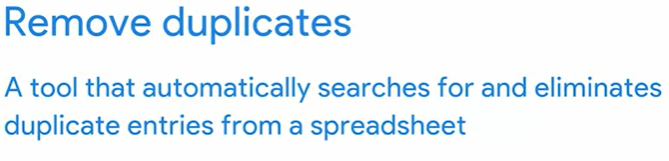 Remove duplicates
A tool that automatically searches for and eliminates
duplicate entries from a spreadsheet